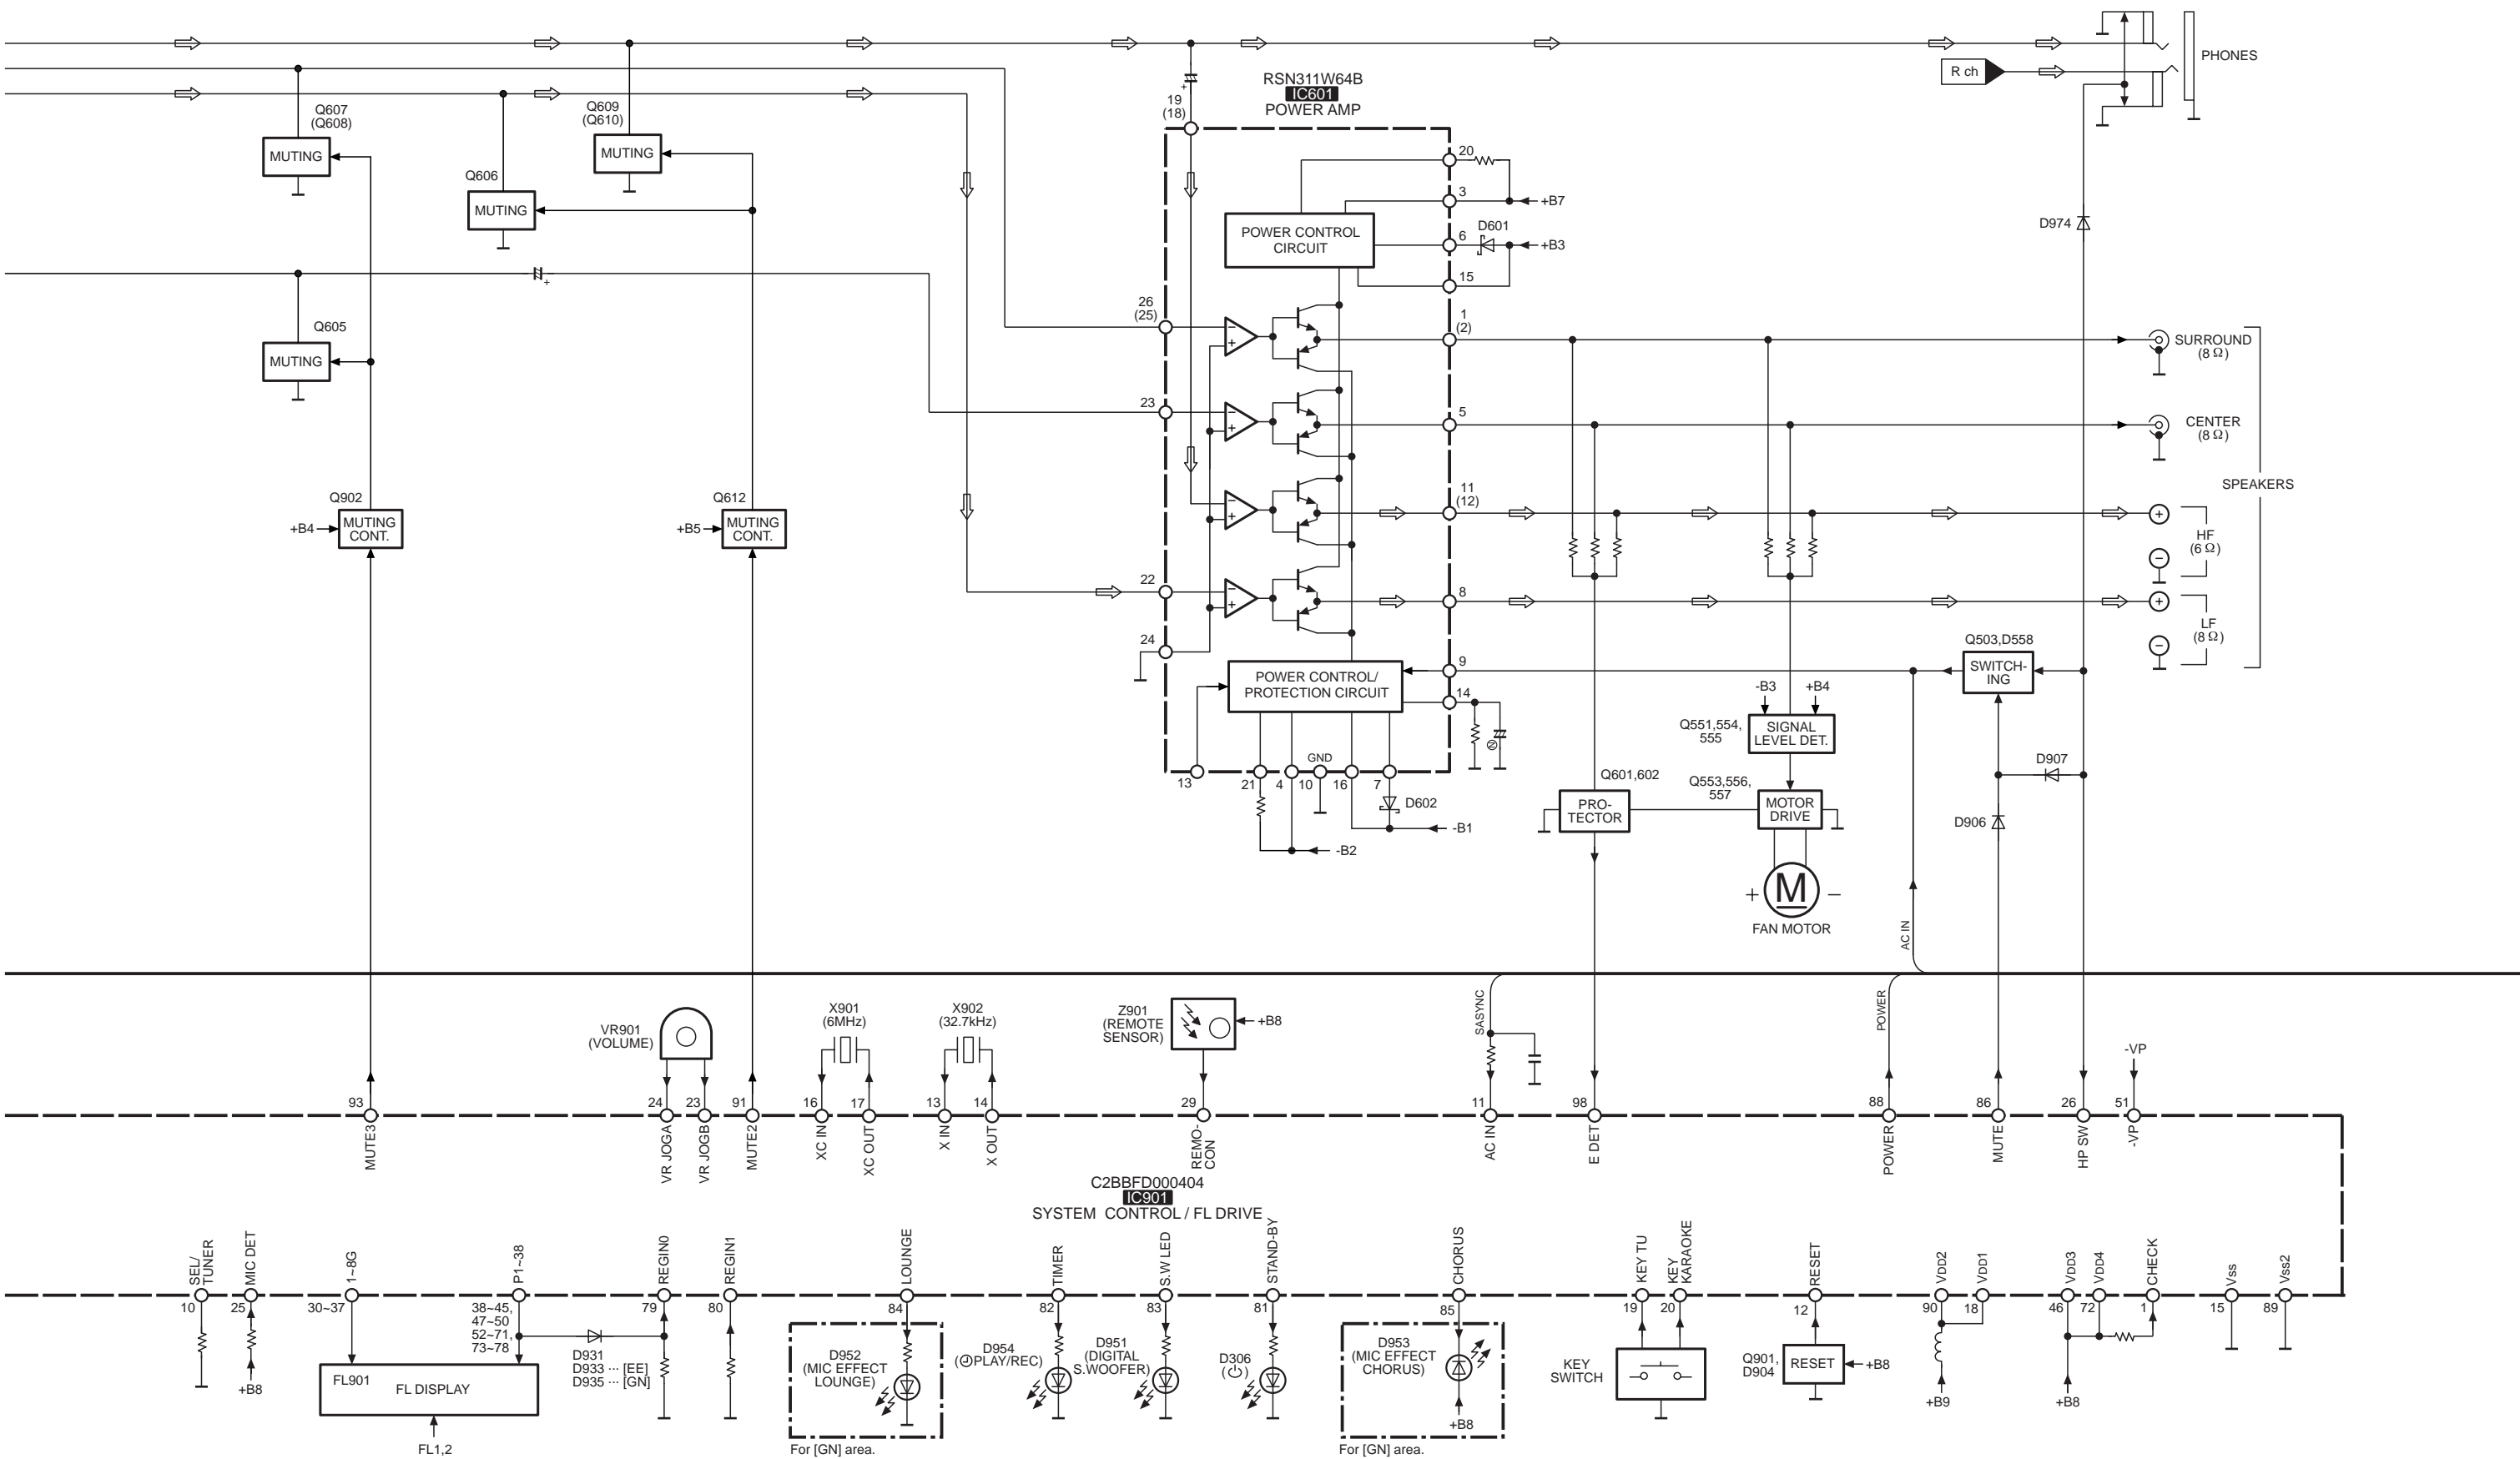 PHONES
R ch
RSN311W64B
IC601
POWER AMP
19
(18)
+
Q607
(Q608)
MUTING
Q609
(Q610)
MUTING
Q606
MUTING
20
3
+B7
POWER CONTROL
CIRCUIT
6
D601
+B3
15
D974
+
Q605
MUTING
26
(25)
1
(2)
SURROUND
(8 Ω)
23
5
CENTER
(8 Ω)
SPEAKERS
Q902
+B4
MUTING
CONT.
Q612
+B5
MUTING
CONT.
11
(12)
HF
(6 Ω)
22
8
LF
(8 Ω)
24
POWER CONTROL/
PROTECTION CIRCUIT
9
14
Q503,D558
SWITCH-
ING
-B3
+B4
Q551,554,
555
SIGNAL
LEVEL DET.
N
GND
13
21
4
10
16
7
D602
-B1
-B2
Q601,602
PRO-
TECTOR
Q553,556,
557
MOTOR
DRIVE
D907
D906
+
M
−
FAN MOTOR
AC IN
VR901
(VOLUME)
X901
(6MHz)
X902
(32.7kHz)
Z901
(REMOTE
SENSOR)
+B8
SASYNC
POWER
-VP
93
24
23
91
16
17
13
14
29
11
98
88
86
26
51
MUTE3
VR JOGA
VR JOGB
MUTE2
XC IN
XC OUT
X IN
X OUT
REMO-
CON
AC IN
E DET
POWER
MUTE
HP SW
-VP
C2BBFD000404
IC901
SYSTEM CONTROL / FL DRIVE
SEL/
TUNER
MIC DET
1~8G
P1~38
REGIN0
REGIN1
LOUNGE
TIMER
S.W LED
STAND-BY
CHORUS
KEY TU
KEY
KARAOKE
RESET
VDD2
VDD1
VDD3
VDD4
CHECK
Vss
Vss2
10
25
30~37
38~45,
47~50
52~71,
73~78
79
80
84
82
83
81
85
19
20
12
90
18
46
72
1
15
89
+B8
FL901
FL DISPLAY
FL1,2
D931
D933 ··· [EE]
D935 ··· [GN]
D952
(MIC EFFECT
LOUNGE)
For [GN] area.
D954
(PLAY/REC)
D951
(DIGITAL
S.WOOFER)
D306
(⏻)
D953
(MIC EFFECT
CHORUS)
+B8
For [GN] area.
KEY
SWITCH
Q901,
D904
RESET
+B8
+B9
+B8